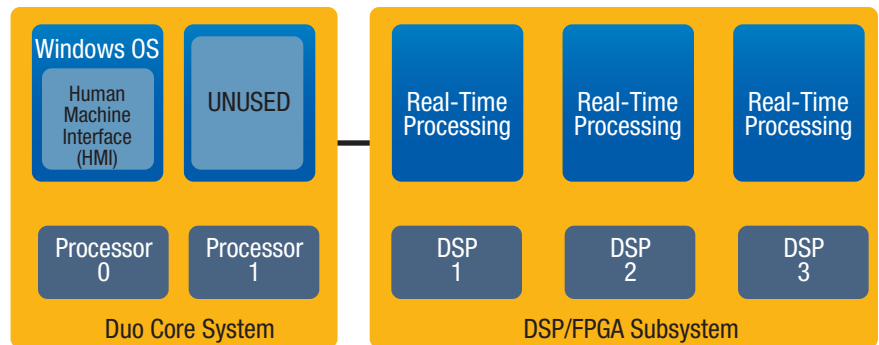 Windows OS
Human
Machine
Interface
(HMI)
UNUSED
Real-Time
Processing
Real-Time
Processing
Real-Time
Processing
Processor
0
Processor
1
DSP
1
DSP
2
DSP
3
Duo Core System
DSP/FPGA Subsystem